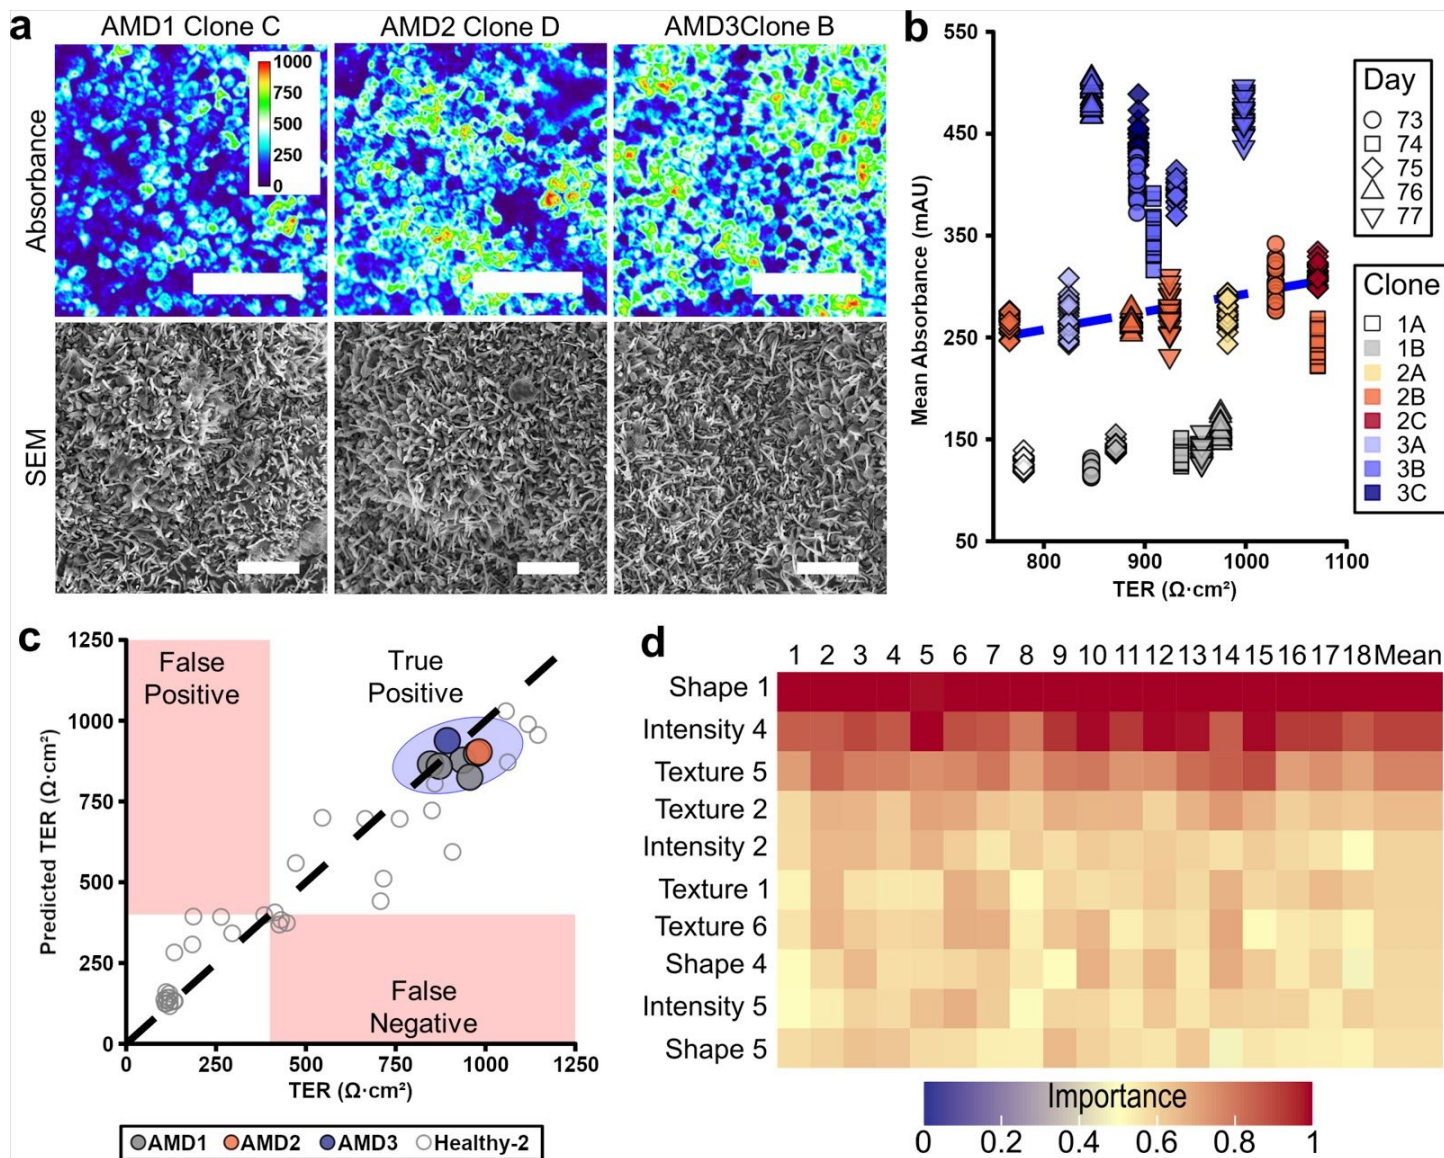 a
AMD1 Clone C
AMD2 Clone D
AMD3Clone B
Absorbance
1000
750
500
250
0
SEM
b
550
450
350
250
150
50
Mean Absorbance (mAU)
800
900
1000
1100
TER (Ω·cm²)
Day
73
74
75
76
77
Clone
1A
1B
2A
2B
2C
3A
3B
3C
c
1250
1000
750
500
250
0
Predicted TER (Ω·cm²)
False
Positive
True
Positive
False
Negative
0
250
500
750
1000
1250
TER (Ω·cm²)
AMD1
AMD2
AMD3
Healthy-2
d
1 2 3 4 5 6 7 8 9 10 11 12 13 14 15 16 17 18 Mean
Shape 1
Intensity 4
Texture 5
Texture 2
Intensity 2
Texture 1
Texture 6
Shape 4
Intensity 5
Shape 5
Importance
0 0.2 0.4 0.6 0.8 1